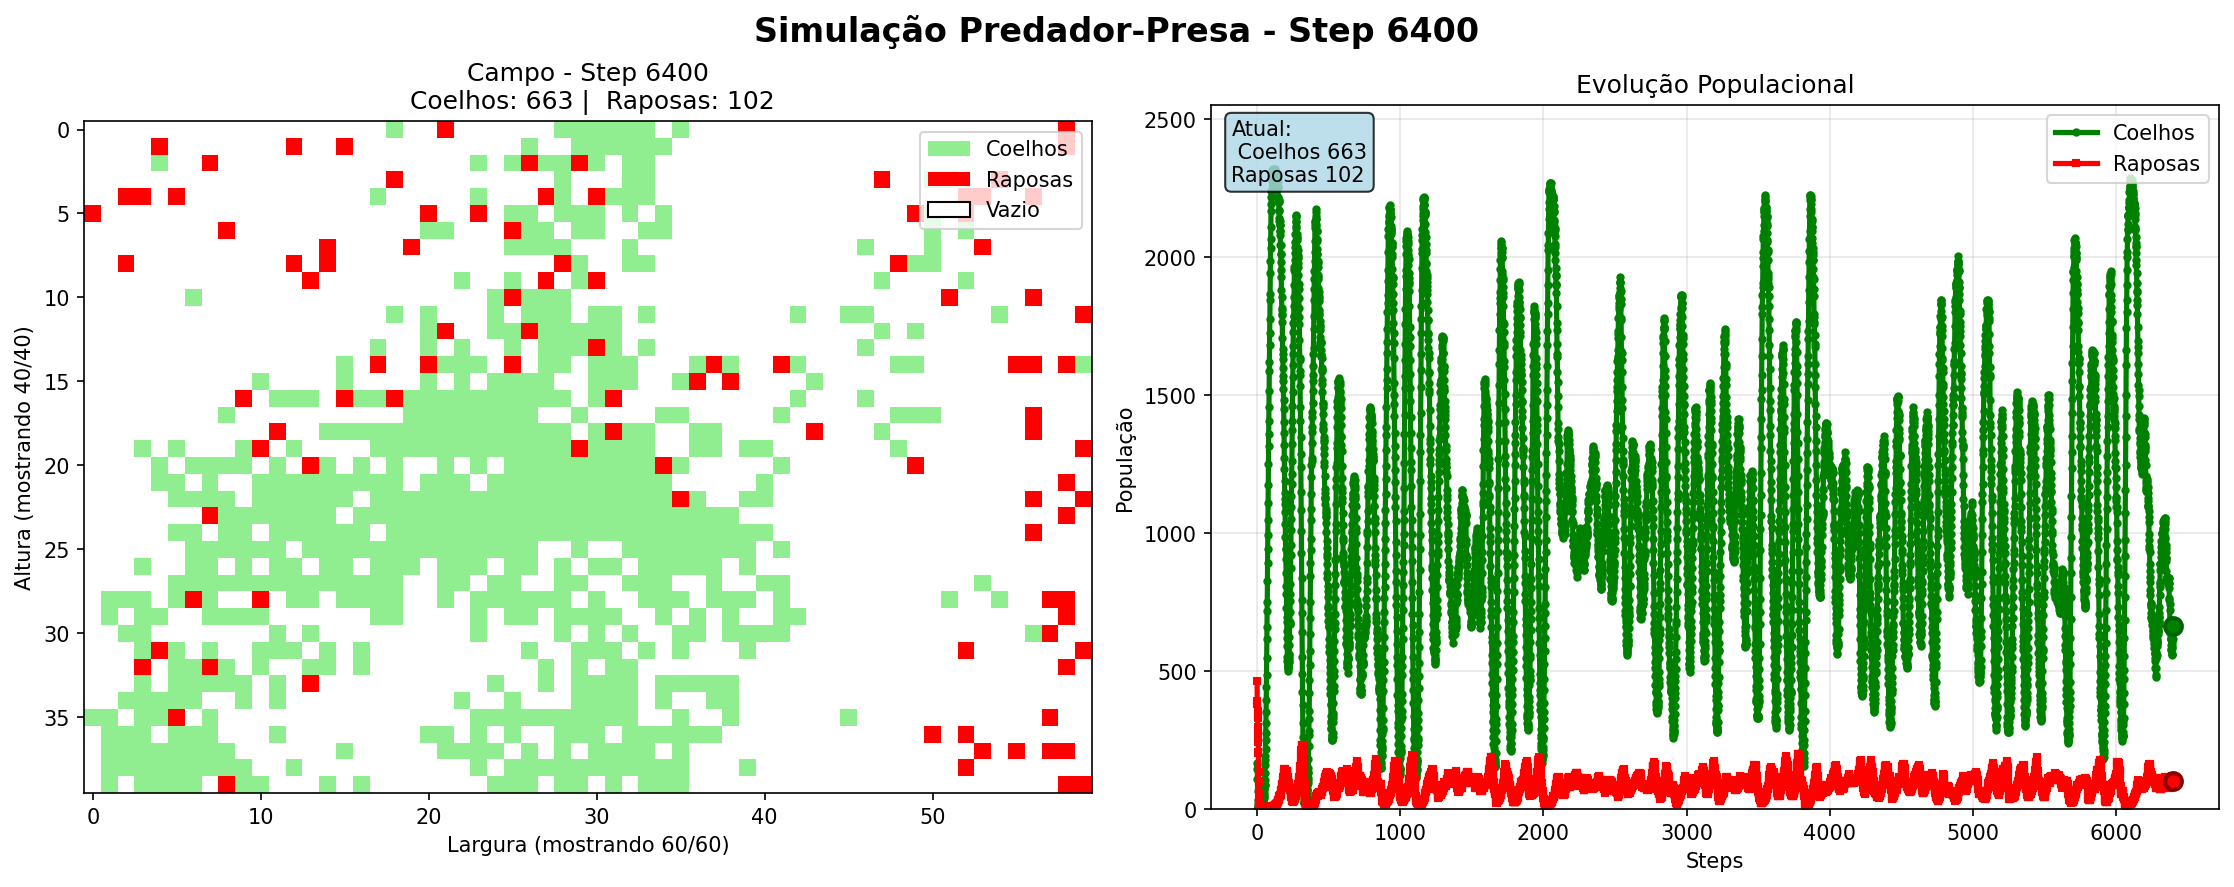 Simulação Predador-Presa - Step 6400
Campo - Step 6400
Coelhos: 663 |  Raposas: 102
Coelhos
Raposas
Vazio
0
5
10
15
20
25
30
35
Altura (mostrando 40/40)
0
10
20
30
40
50
Largura (mostrando 60/60)
Evolução Populacional
Atual:
Coelhos 663
Raposas 102
Coelhos
Raposas
2500
2000
1500
1000
500
0
População
0
1000
2000
3000
4000
5000
6000
Steps